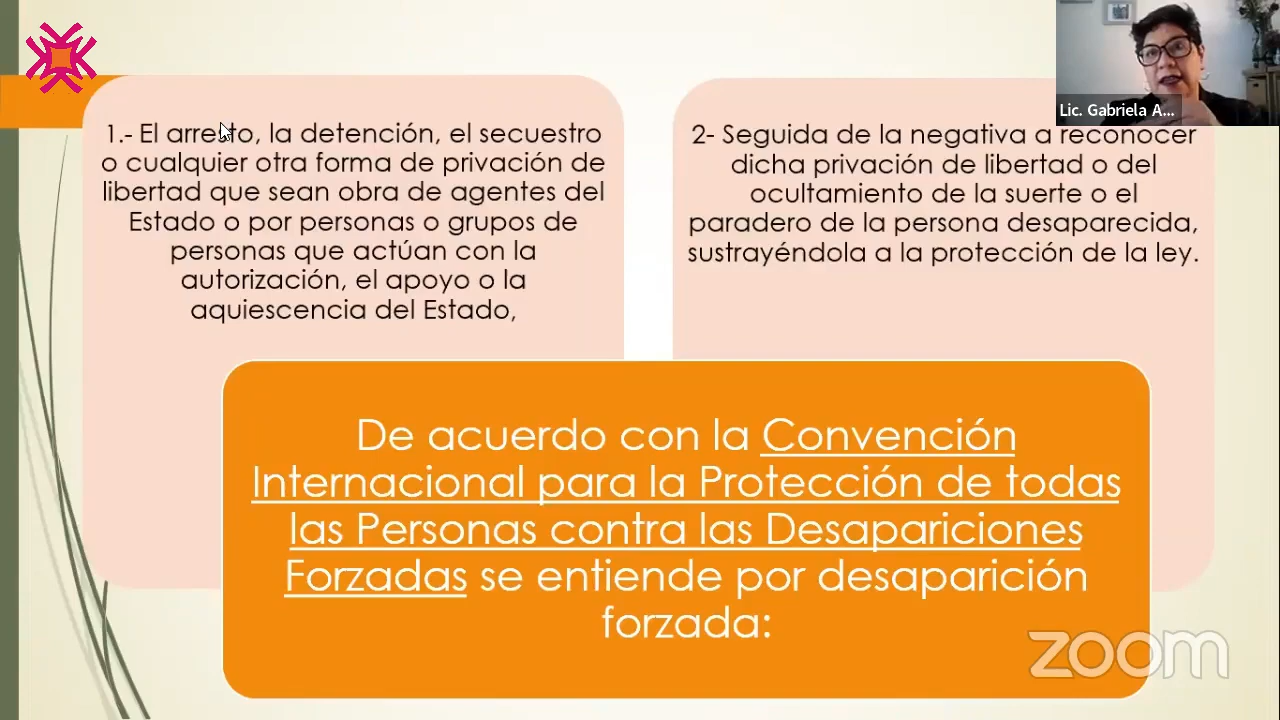 1.- El arresto, la detención, el secuestro
o cualquier otra forma de privación de
libertad que sean obra de agentes del
Estado o por personas o grupos de
personas que actúan con la
autorización, el apoyo o la
aquiescencia del Estado,
2- Seguida de la negativa a reconocer
dicha privación de libertad o del
ocultamiento de la suerte o el
paradero de la persona desaparecida,
sustrayéndola a la protección de la ley.
De acuerdo con la Convención
Internacional para la Protección de todas
las Personas contra las Desapariciones
Forzadas se entiende por desaparición
forzada:
Lic. Gabriela A...
zoom